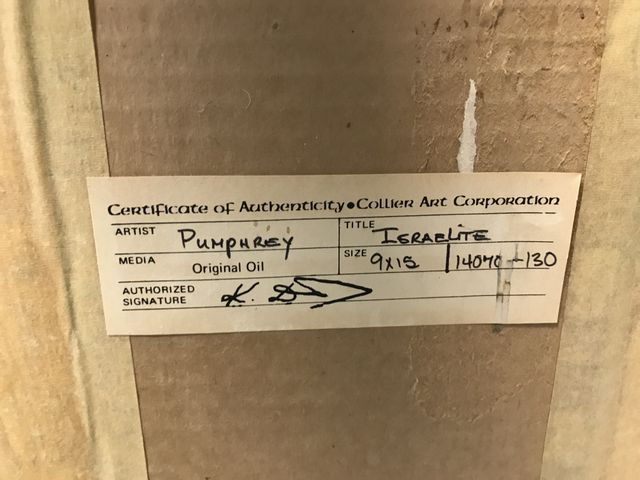 Certificate of Authenticity • Collier Art Corporation
ARTIST PUMPHREY TITLE ISRAELITE
MEDIA Original Oil SIZE 9x15 14070-130
AUTHORIZED
SIGNATURE K.